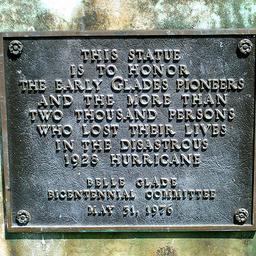 THIS STATUE
IS TO HONOR
THE EARLY GLADES PIONEERS
AND THE MORE THAN
TWO THOUSAND PERSONS
WHO LOST THEIR LIVES
IN THE DISASTROUS
1928 HURRICANE
BELLE GLADE
BICENTENNIAL COMMITTEE
MAY 31, 1976